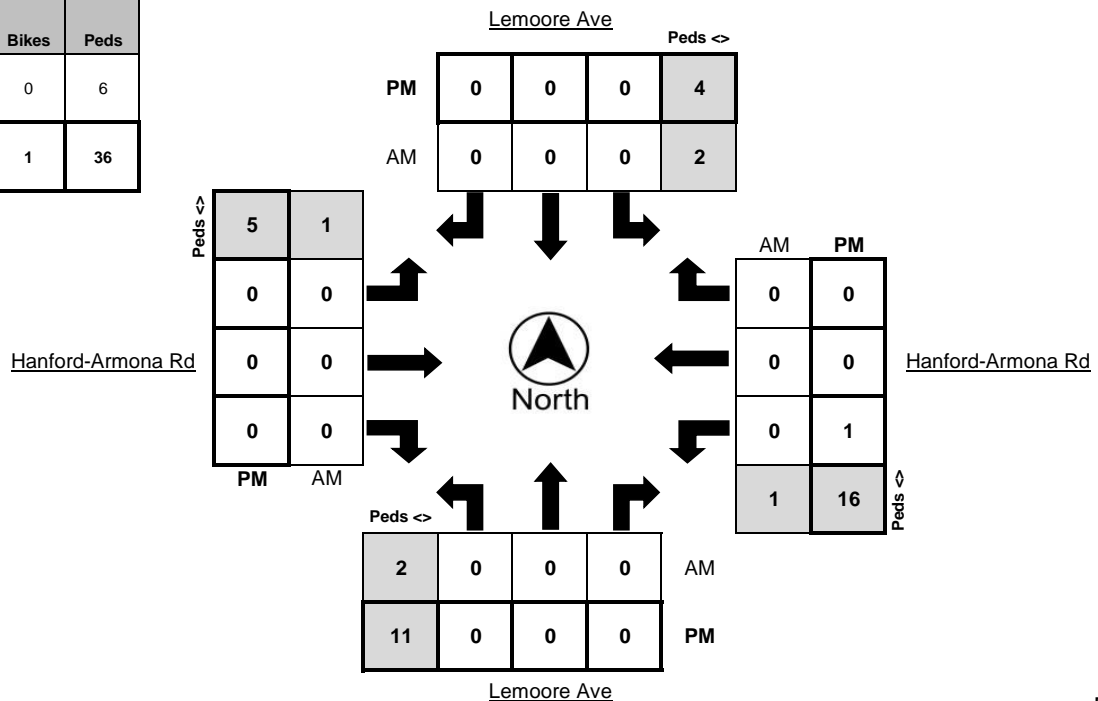 Lemoore Ave
Bikes Peds
Peds <>
0 6
PM 0 0 0 4
1 36
AM 0 0 0 2
Peds <>
5 1
AM PM
0 0
0 0
Hanford-Armona Rd
0 0
North
0 0
Hanford-Armona Rd
0 0
0 1
PM AM
1 16
Peds <>
Peds <>
2 0 0 0 AM
11 0 0 0 PM
Lemoore Ave